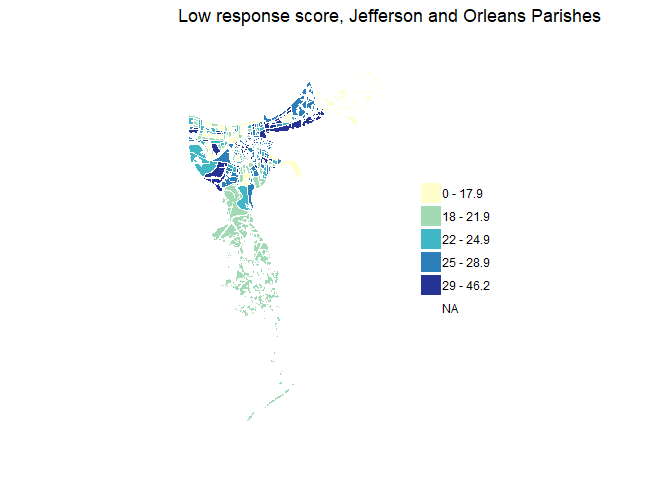 Low response score, Jefferson and Orleans Parishes
0 - 17.9
18 - 21.9
22 - 24.9
25 - 28.9
29 - 46.2
NA